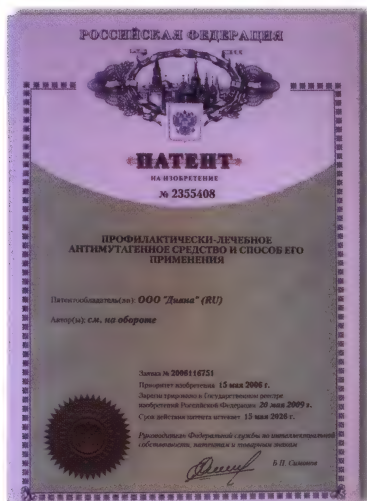 РОССИЙСКАЯ ФЕДЕРАЦИЯ
ПАТЕНТ
НА ИЗОБРЕТЕНИЕ
№ 2355408
ПРОФИЛАКТИЧЕСКИ-ЛЕЧЕБНОЕ
АНТИМУТАГЕННОЕ СРЕДСТВО И СПОСОБ ЕГО
ПРИМЕНЕНИЯ
Патентообладатель(ли): ООО "Диана" (RU)
Автор(ы): см. на обороте
Заявка № 2006116751
Приоритет изобретения 15 мая 2006 г.
Зарегистрировано в Государственном реестре
изобретений Российской Федерации 20 мая 2009 г.
Срок действия патента истекает 15 мая 2026 г.
Руководитель Федеральной службы по интеллектуальной
собственности, патентам и товарным знакам
Б.П. Симонов